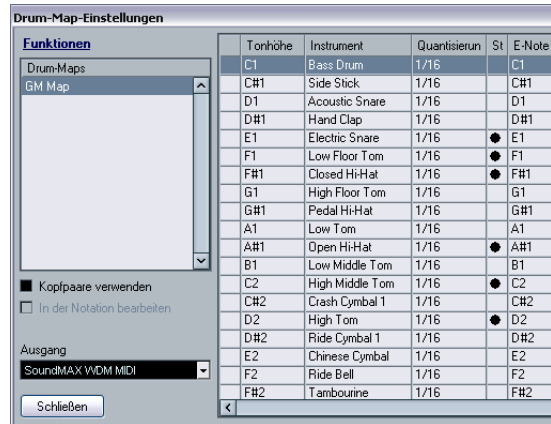 Drum-Map-Einstellungen
Funktionen
Drum-Maps
GM Map
Kopfpaare verwenden
In der Notation bearbeiten
Ausgang
SoundMAX WDM MIDI
Schließen
Tonhöhe Instrument Quantisierun St E-Note
C1 Bass Drum 1/16 C1
C#1 Side Stick 1/16 C#1
D1 Acoustic Snare 1/16 D1
D#1 Hand Clap 1/16 D#1
E1 Electric Snare 1/16 E1
F1 Low Floor Tom 1/16 F1
F#1 Closed Hi-Hat 1/16 F#1
G1 High Floor Tom 1/16 G1
G#1 Pedal Hi-Hat 1/16 G#1
A1 Low Tom 1/16 A1
A#1 Open Hi-Hat 1/16 A#1
B1 Low Middle Tom 1/16 B1
C2 High Middle Tom 1/16 C2
C#2 Crash Cymbal 1 1/16 C#2
D2 High Tom 1/16 D2
D#2 Ride Cymbal 1 1/16 D#2
E2 Chinese Cymbal 1/16 E2
F2 Ride Bell 1/16 F2
F#2 Tambourine 1/16 F#2